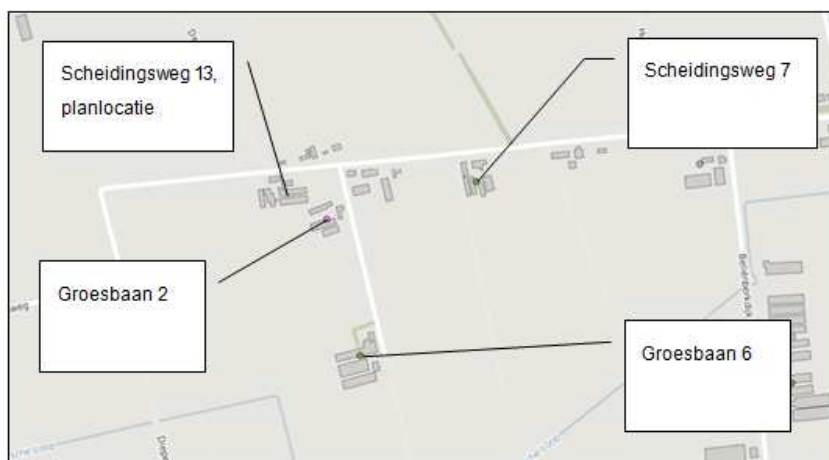 Scheidingsweg 13,
planlocatie
Scheidingsweg 7
Groesbaan 2
Groesbaan 6